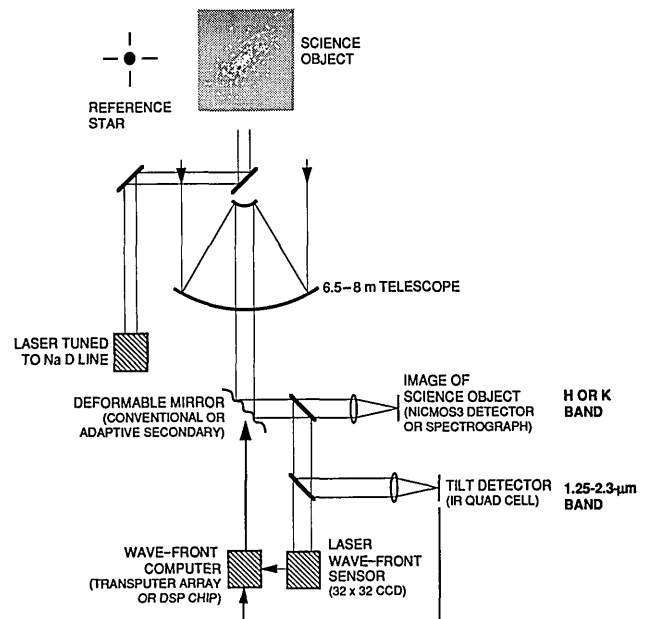 SCIENCE
OBJECT
REFERENCE
STAR
6.5–8 m TELESCOPE
LASER TUNED
TO Na D LINE
DEFORMABLE MIRROR
(CONVENTIONAL OR
ADAPTIVE SECONDARY)
IMAGE OF
SCIENCE OBJECT
(NICMOS3 DETECTOR
OR SPECTROGRAPH)
H OR K
BAND
TILT DETECTOR
(IR QUAD CELL)
1.25-2.3-μm
BAND
WAVE–FRONT
COMPUTER
(TRANSPUTER ARRAY
OR DSP CHIP)
LASER
WAVE–FRONT
SENSOR
(32 x 32 CCD)